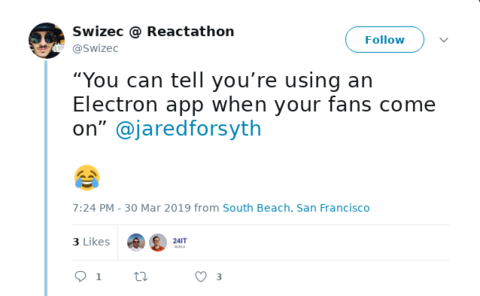 Swizec @ Reactathon
@Swizec
Follow
“You can tell you’re using an
Electron app when your fans come
on” @jaredforsyth
😂
7:24 PM - 30 Mar 2019 from South Beach, San Francisco
3 Likes
24IT
1
3